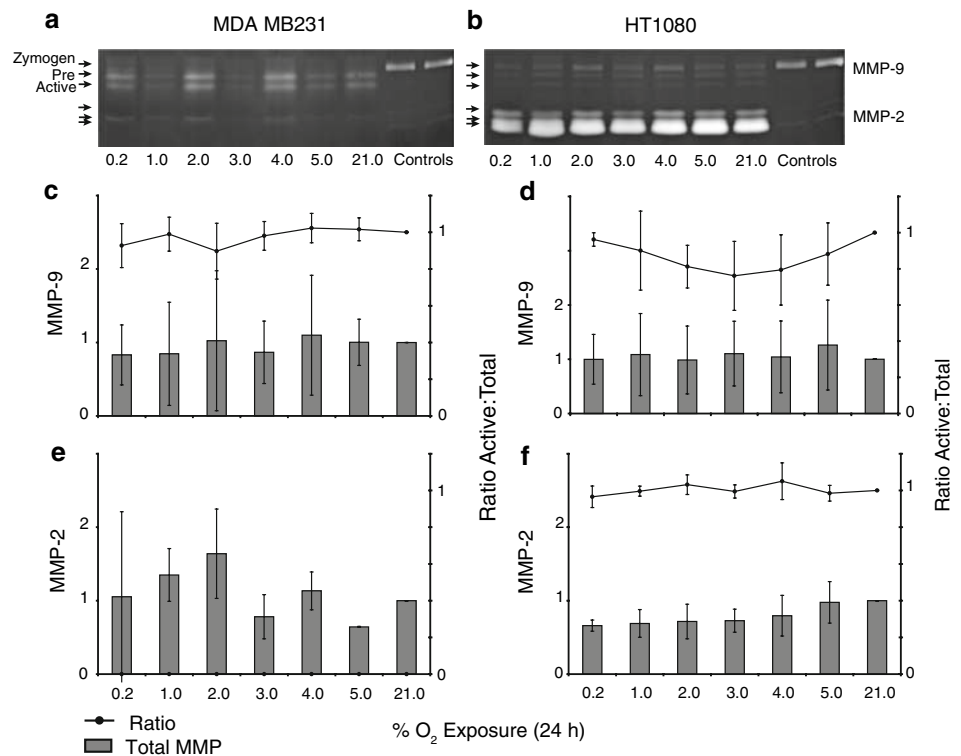 a MDA MB231
b HT1080
Zymogen
Pre
Active
MMP-9
MMP-2
0.2 1.0 2.0 3.0 4.0 5.0 21.0 Controls
0.2 1.0 2.0 3.0 4.0 5.0 21.0 Controls
c
MMP-9
2
1
0
1
0
d
MMP-9
2
1
0
1
0
e
MMP-2
2
1
0
1
0
0.2 1.0 2.0 3.0 4.0 5.0 21.0
Ratio Active:Total
f
MMP-2
2
1
0
1
0
0.2 1.0 2.0 3.0 4.0 5.0 21.0
Ratio Active:Total
Ratio
Total MMP
% O2 Exposure (24 h)